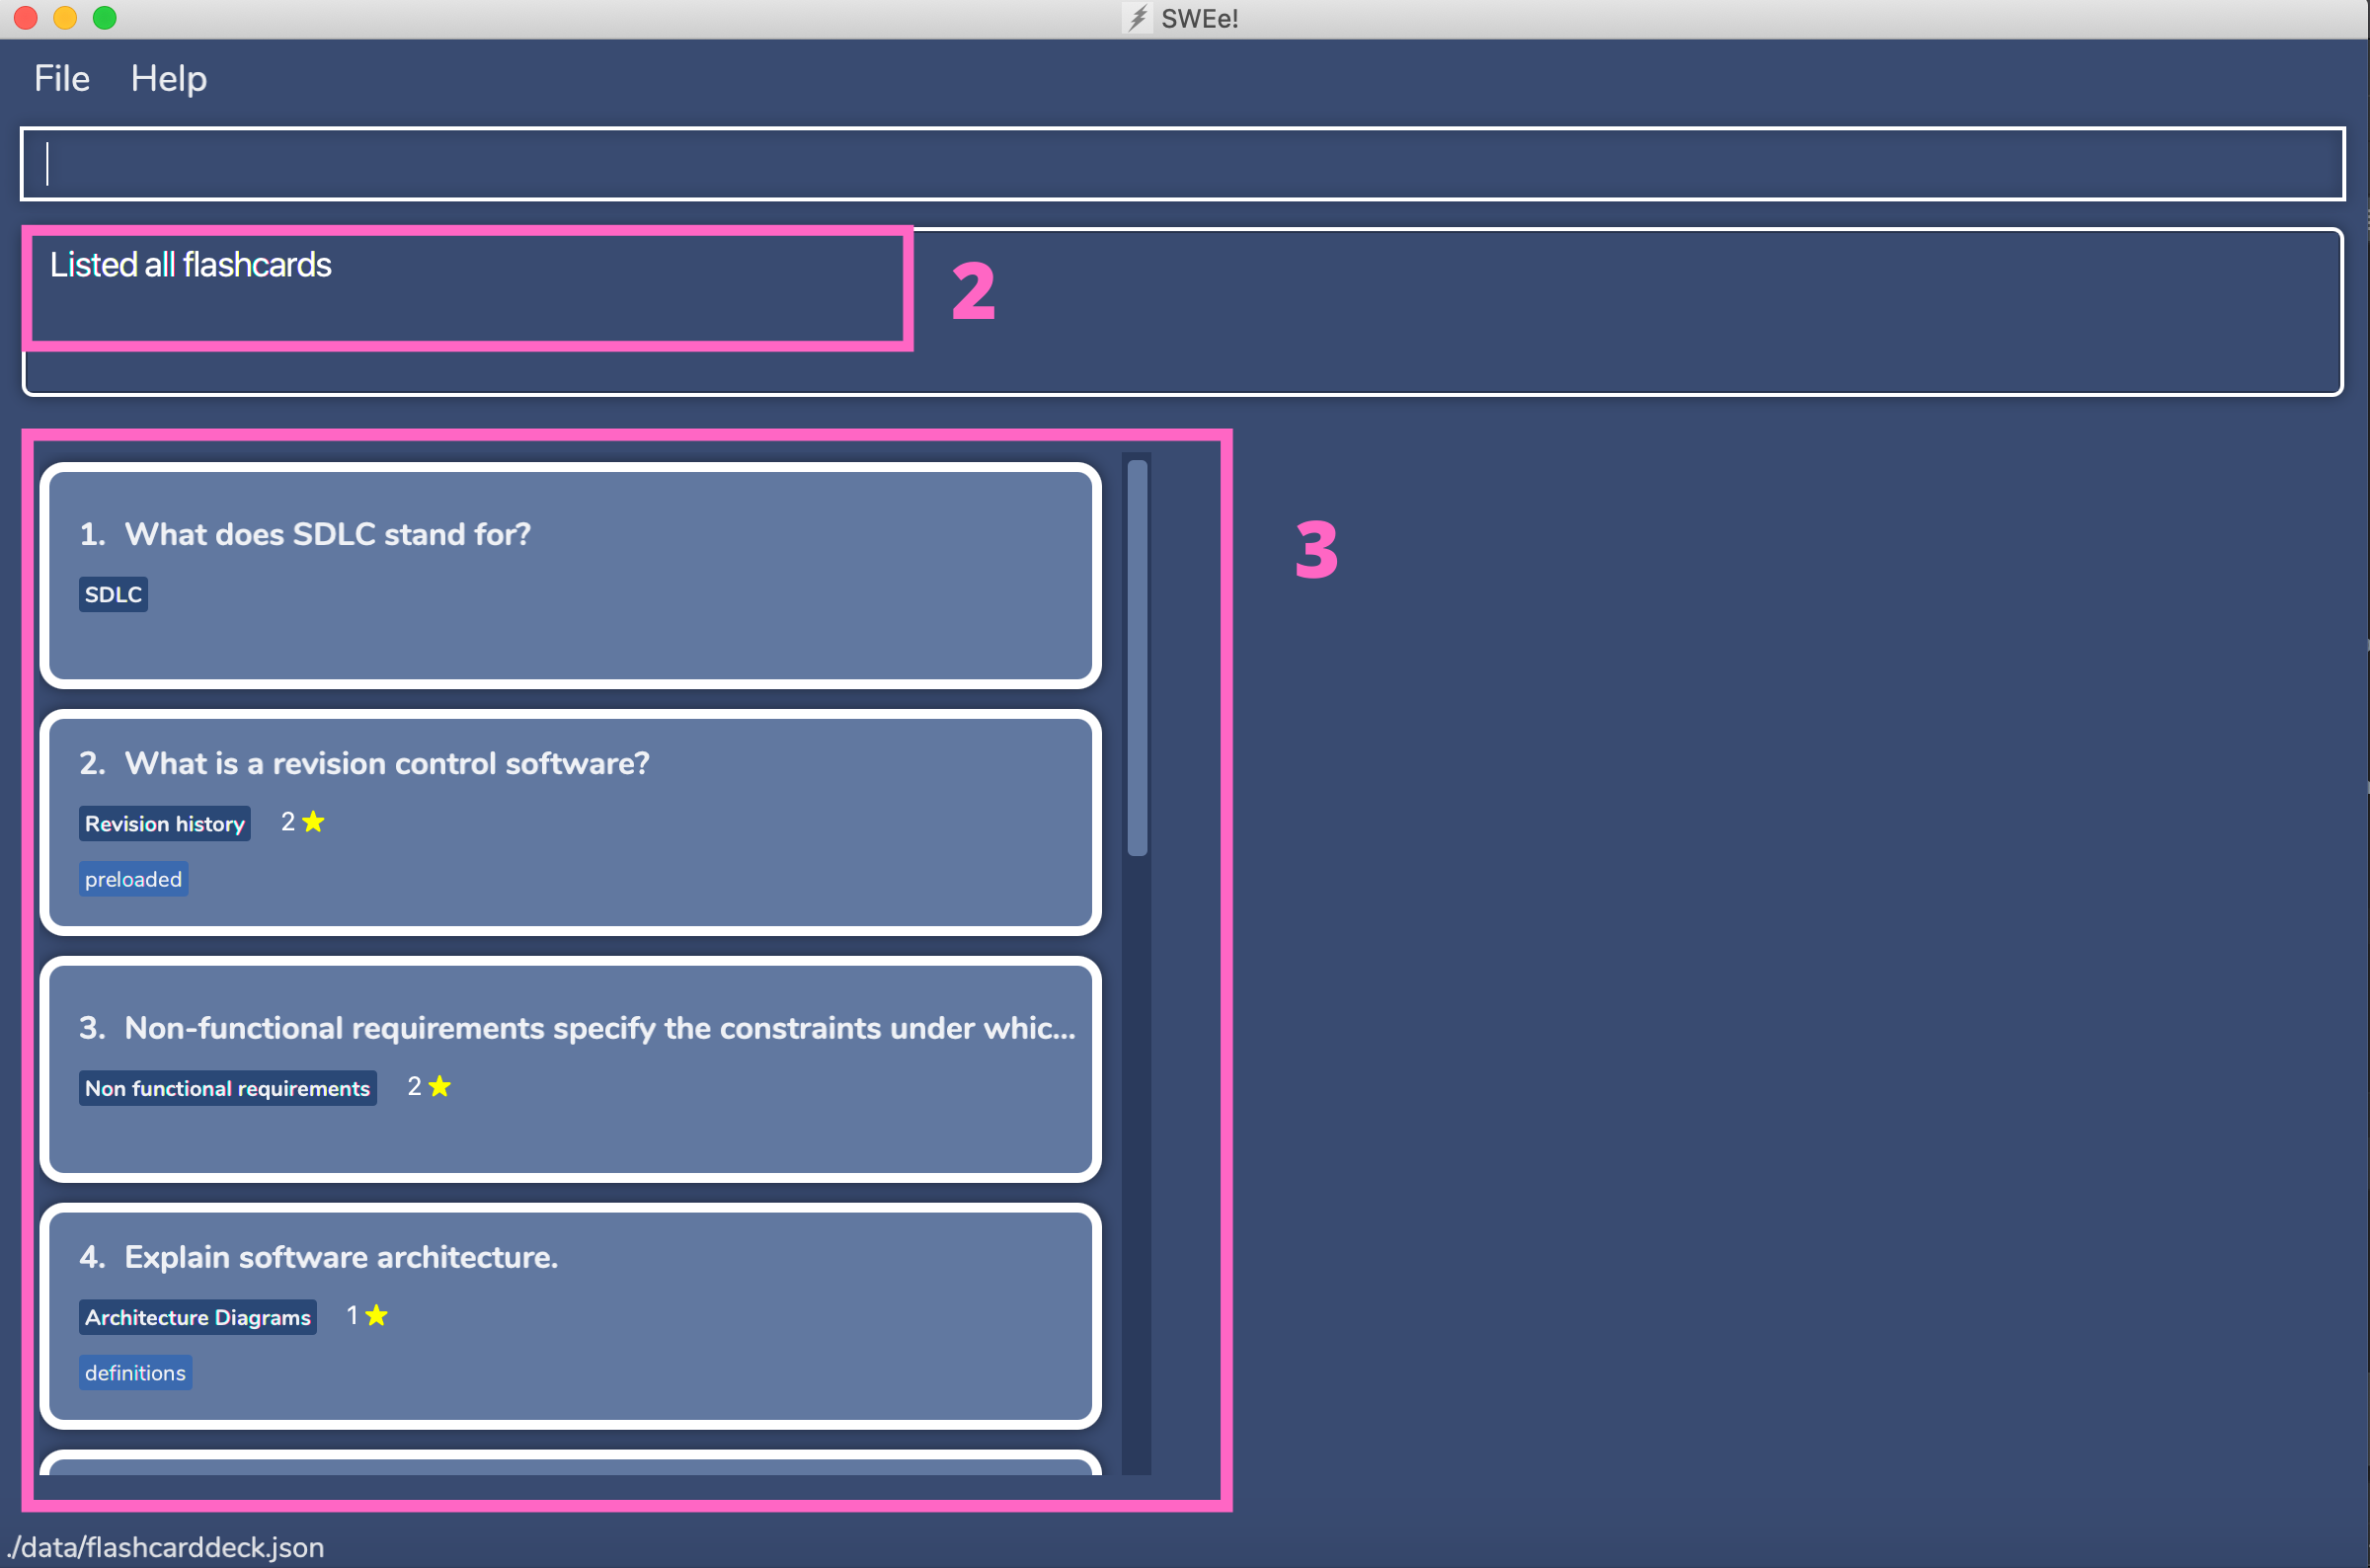 SWEe!
File Help
Listed all flashcards
2
3
1. What does SDLC stand for?
SDLC
2. What is a revision control software?
Revision history 2
preloaded
3. Non-functional requirements specify the constraints under whic...
Non functional requirements 2
4. Explain software architecture.
Architecture Diagrams 1
definitions
./data/flashcarddeck.json